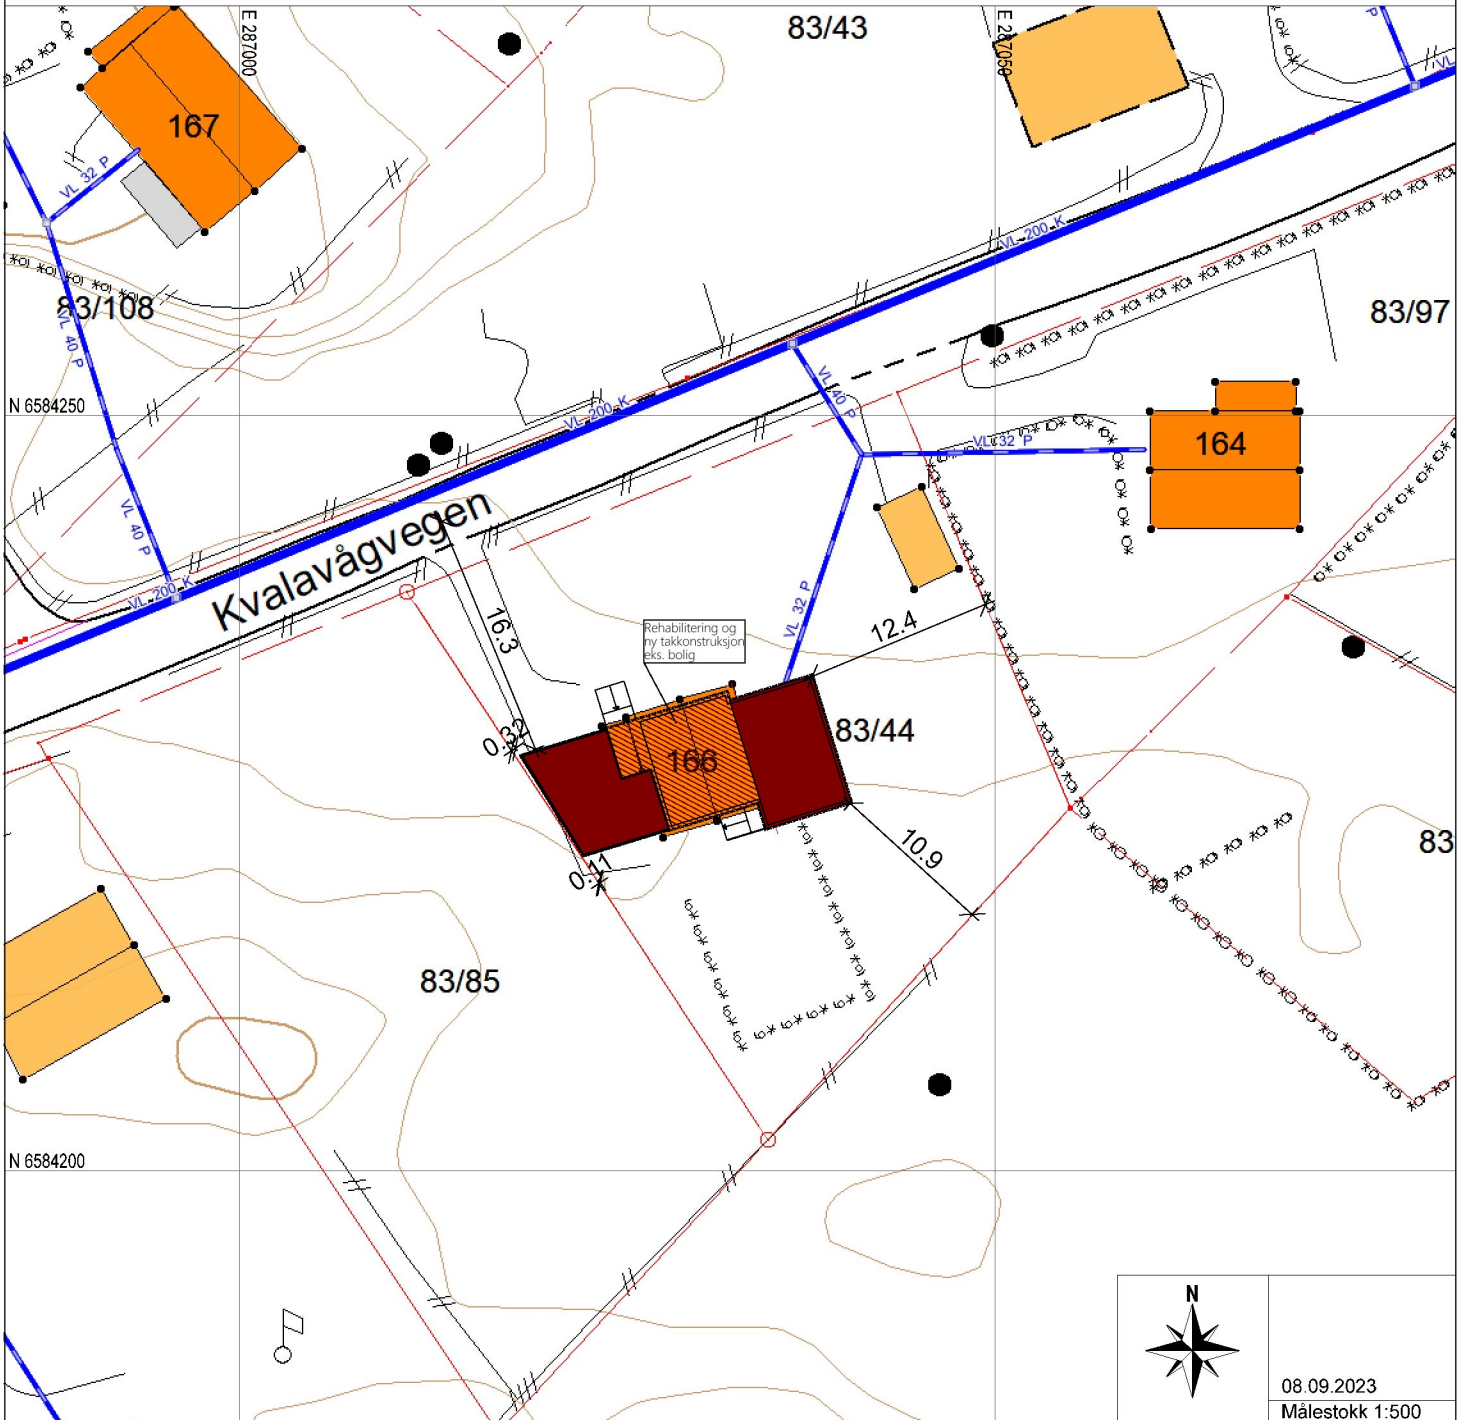 83/43
E 287000
E 287050
P
VL
167
VL 32 P
VL 200 K
83/108
83/97
VL 40 P
VL 40 P
N 6584250
VL 200 K
164
VL 32 P
VL 40 P
Kvalavågvegen
VL 200 K
VL 32 P
16.3
12.4
Rehabilitering og
ny takkonstruksjon
eks. bolig
0.32
83/44
166
10.9
83
0.11
83/85
N 6584200
N
08.09.2023
Målestokk 1:500